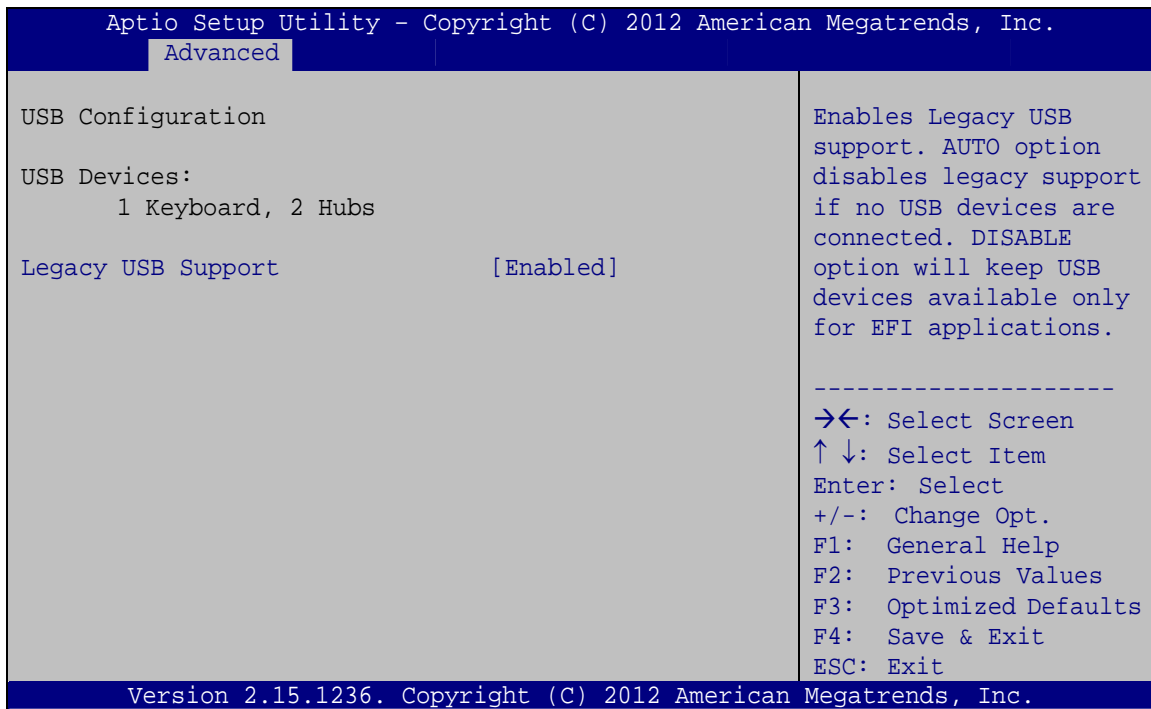 Aptio Setup Utility – Copyright (C) 2012 American Megatrends, Inc.
Advanced
USB Configuration
USB Devices:
1 Keyboard, 2 Hubs
Legacy USB Support [Enabled]
Enables Legacy USB
support. AUTO option
disables legacy support
if no USB devices are
connected. DISABLE
option will keep USB
devices available only
for EFI applications.
---------------------
→←: Select Screen
↑ ↓: Select Item
Enter: Select
+/-: Change Opt.
F1: General Help
F2: Previous Values
F3: Optimized Defaults
F4: Save & Exit
ESC: Exit
Version 2.15.1236. Copyright (C) 2012 American Megatrends, Inc.